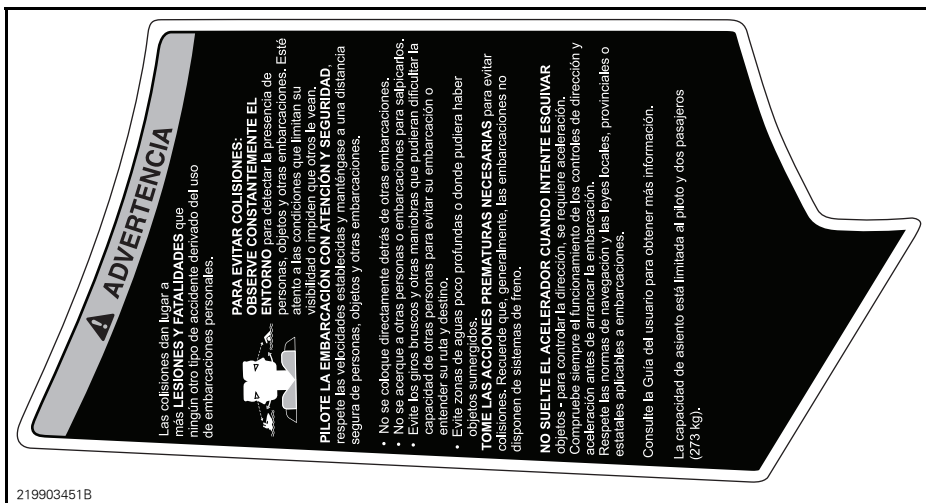 ADVERTENCIA
Las colisiones dan lugar a
más LESIONES Y FATALIDADES que
ningún otro tipo de accidente derivado del uso
de embarcaciones personales.
PARA EVITAR COLISIONES:
OBSERVE CONSTANTEMENTE EL
ENTORNO para detectar la presencia de
personas, objetos y otras embarcaciones. Esté
atento a las condiciones que limitan su
visibilidad o impiden que otros le vean.
PILOTE LA EMBARCACIÓN CON ATENCIÓN Y SEGURIDAD,
respete las velocidades establecidas y manténgase a una distancia
segura de personas, objetos y otras embarcaciones.
• No se coloque directamente detrás de otras embarcaciones.
• No se acerque a otras personas o embarcaciones para salpicarlos.
• Evite los giros bruscos y otras maniobras que pudieran dificultar la
capacidad de otras personas para evitar su embarcación o
entender su ruta y destino.
• Evite zonas de aguas poco profundas o donde pudiera haber
objetos sumergidos.
TOME LAS ACCIONES PREMATURAS NECESARIAS para evitar
colisiones. Recuerde que, generalmente, las embarcaciones no
disponen de sistemas de freno.
NO SUELTE EL ACELERADOR CUANDO INTENTE ESQUIVAR
objetos - para controlar la dirección, se requiere aceleración.
Compruebe siempre el funcionamiento de los controles de dirección y
aceleración antes de arrancar la embarcación.
Respete las normas de navegación y las leyes locales, provinciales o
estatales aplicables a embarcaciones.
Consulte la Guía del usuario para obtener más información.
La capacidad de asiento está limitada al piloto y dos pasajeros
(273 kg).
219903451B